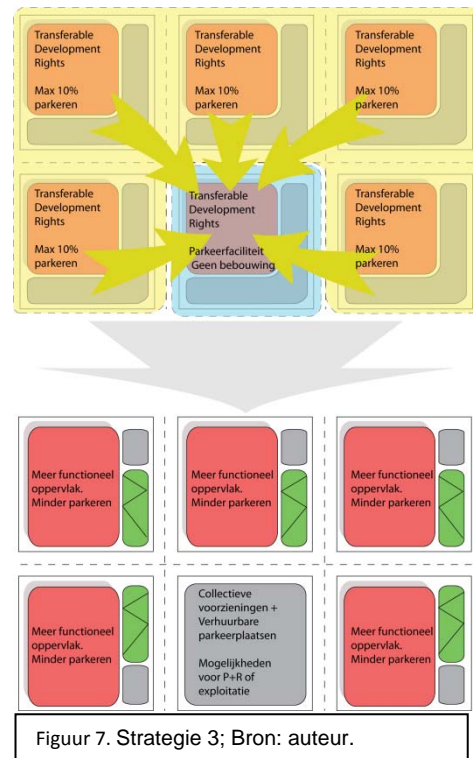 Transferable
Development
Rights
Max 10%
parkeren
Transferable
Development
Rights
Max 10%
parkeren
Transferable
Development
Rights
Max 10%
parkeren
Transferable
Development
Rights
Max 10%
parkeren
Transferable
Development
Rights
Parkeerfaciliteit
Geen bebouwing
Transferable
Development
Rights
Max 10%
parkeren
Meer functioneel
oppervlak.
Minder parkeren
Meer functioneel
oppervlak.
Minder parkeren
Meer functioneel
oppervlak.
Minder parkeren
Meer functioneel
oppervlak.
Minder parkeren
Collectieve
voorzieningen +
Verhuurbare
parkeerplaatsen
Mogelijkheden
voor P+R of
exploitatie
Meer functioneel
oppervlak.
Minder parkeren
Figuur 7. Strategie 3; Bron: auteur.